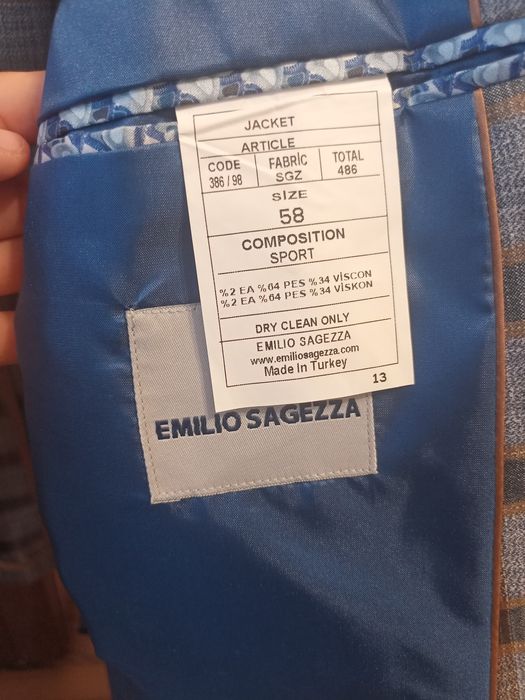 JACKET
ARTICLE
CODE FABRİC TOTAL
386 / 98 SGZ 486
SİZE
58
COMPOSITION
SPORT
%2 EA %64 PES %34 VİSCON
%2 EA %64 PES %34 VİSKON
DRY CLEAN ONLY
EMILIO SAGEZZA
www.emiliosagezza.com
Made In Turkey
13
EMILIO SAGEZZA